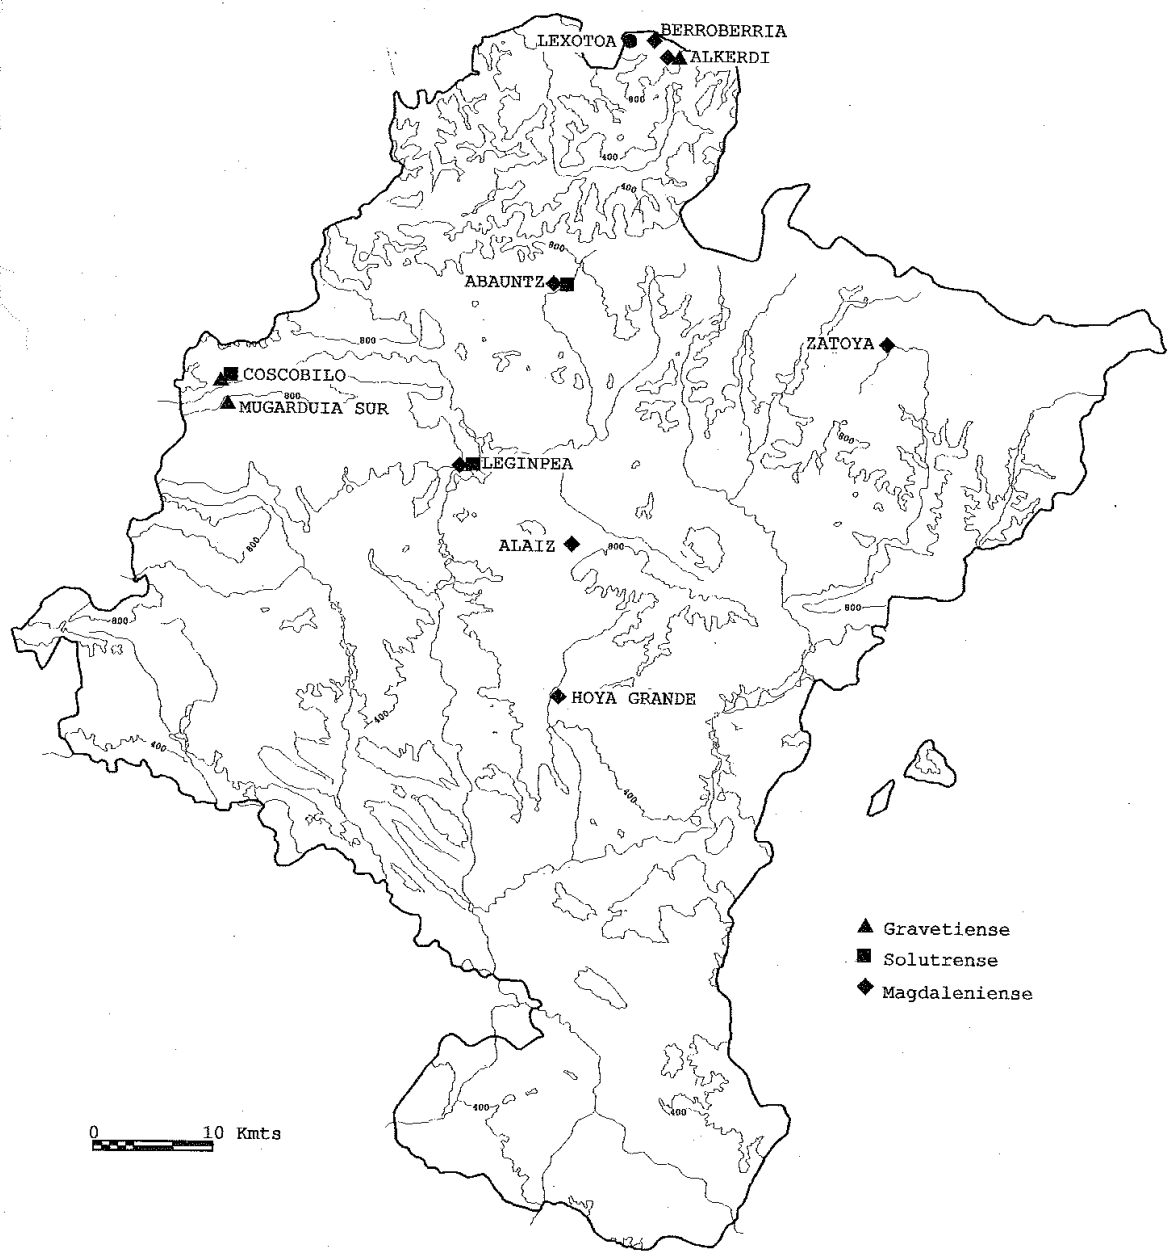 BERROBERRIA
LEXOTOA
ALKERDI
800
400
400
800
ABAUNTZ
800
ZATOYA
COSCOBILO
800
MUGARDUIA SUR
800
LEGINPEA
800
ALAIZ
800
800
800
HOYA GRANDE
400
400
400
Gravetiense
Solutrense
Magdaleniense
400
400
0 10 Kmts